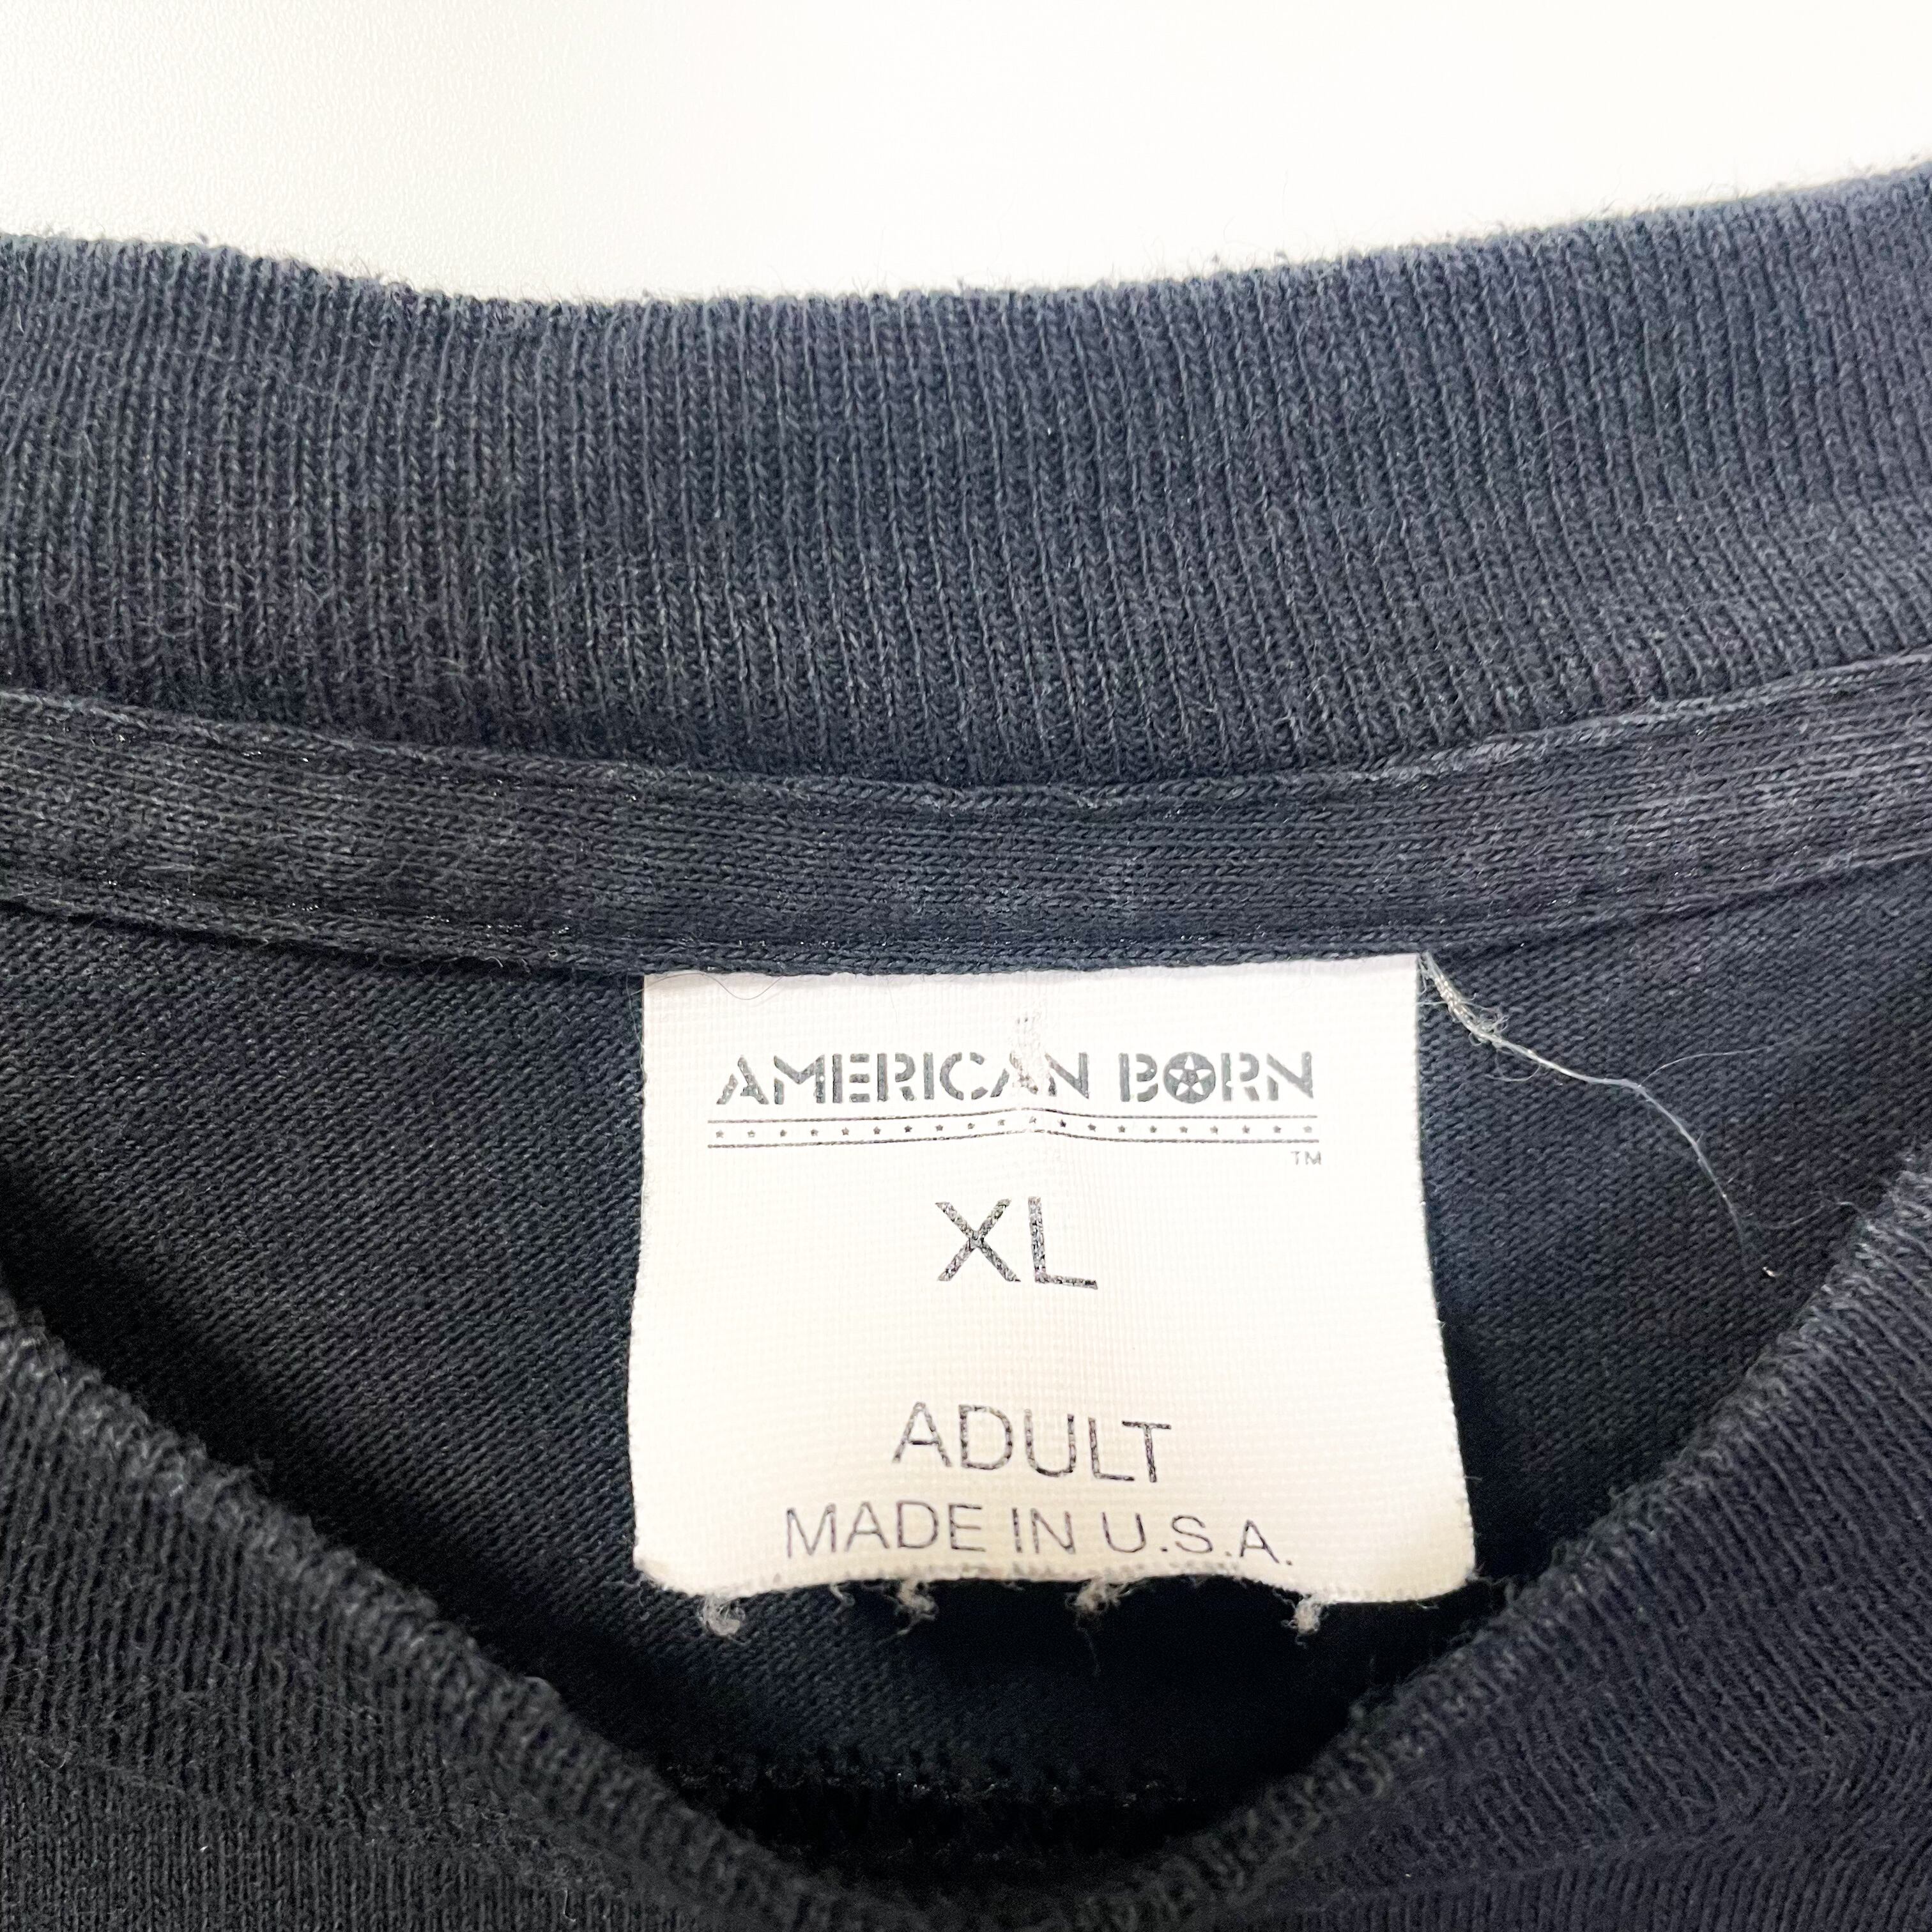 AMERICAN BORN
TM
XL
ADULT
MADE IN U.S.A.